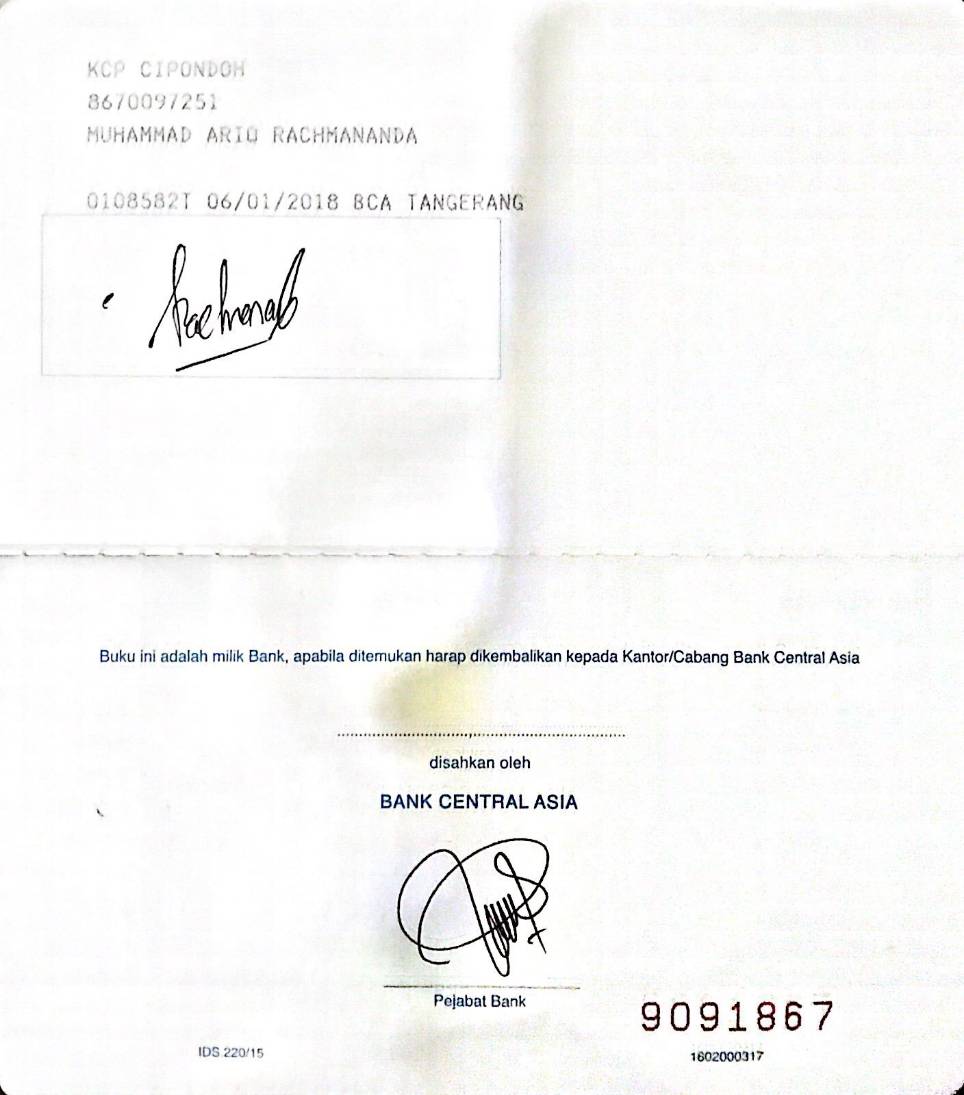 KCP CIPONDOH
8670097251
MUHAMMAD ARIQ RACHMANANDA
0108582T 06/01/2018 BCA TANGERANG
Buku ini adalah milik Bank, apabila ditemukan harap dikembalikan kepada Kantor/Cabang Bank Central Asia
disahkan oleh
BANK CENTRAL ASIA
Pejabat Bank
9091867
IDS 220/15
1602000317